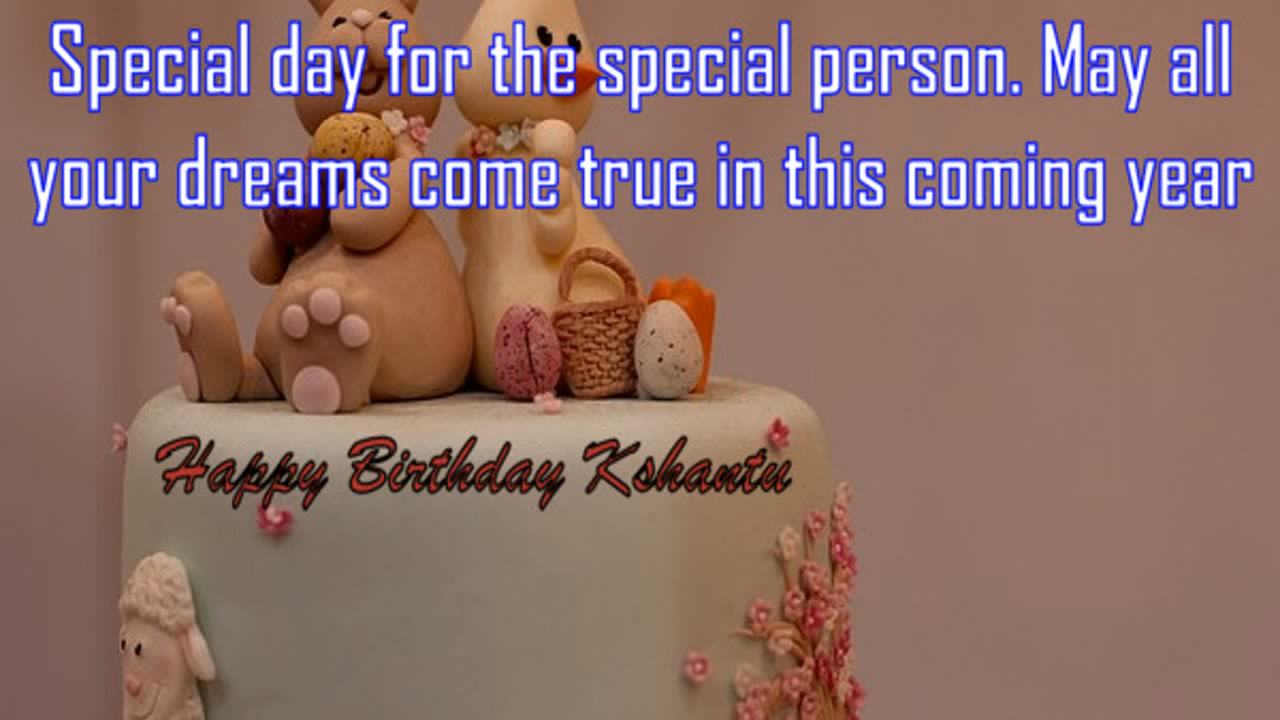 Special day for the special person. May all
your dreams come true in this coming year
Happy Birthday Kshantu